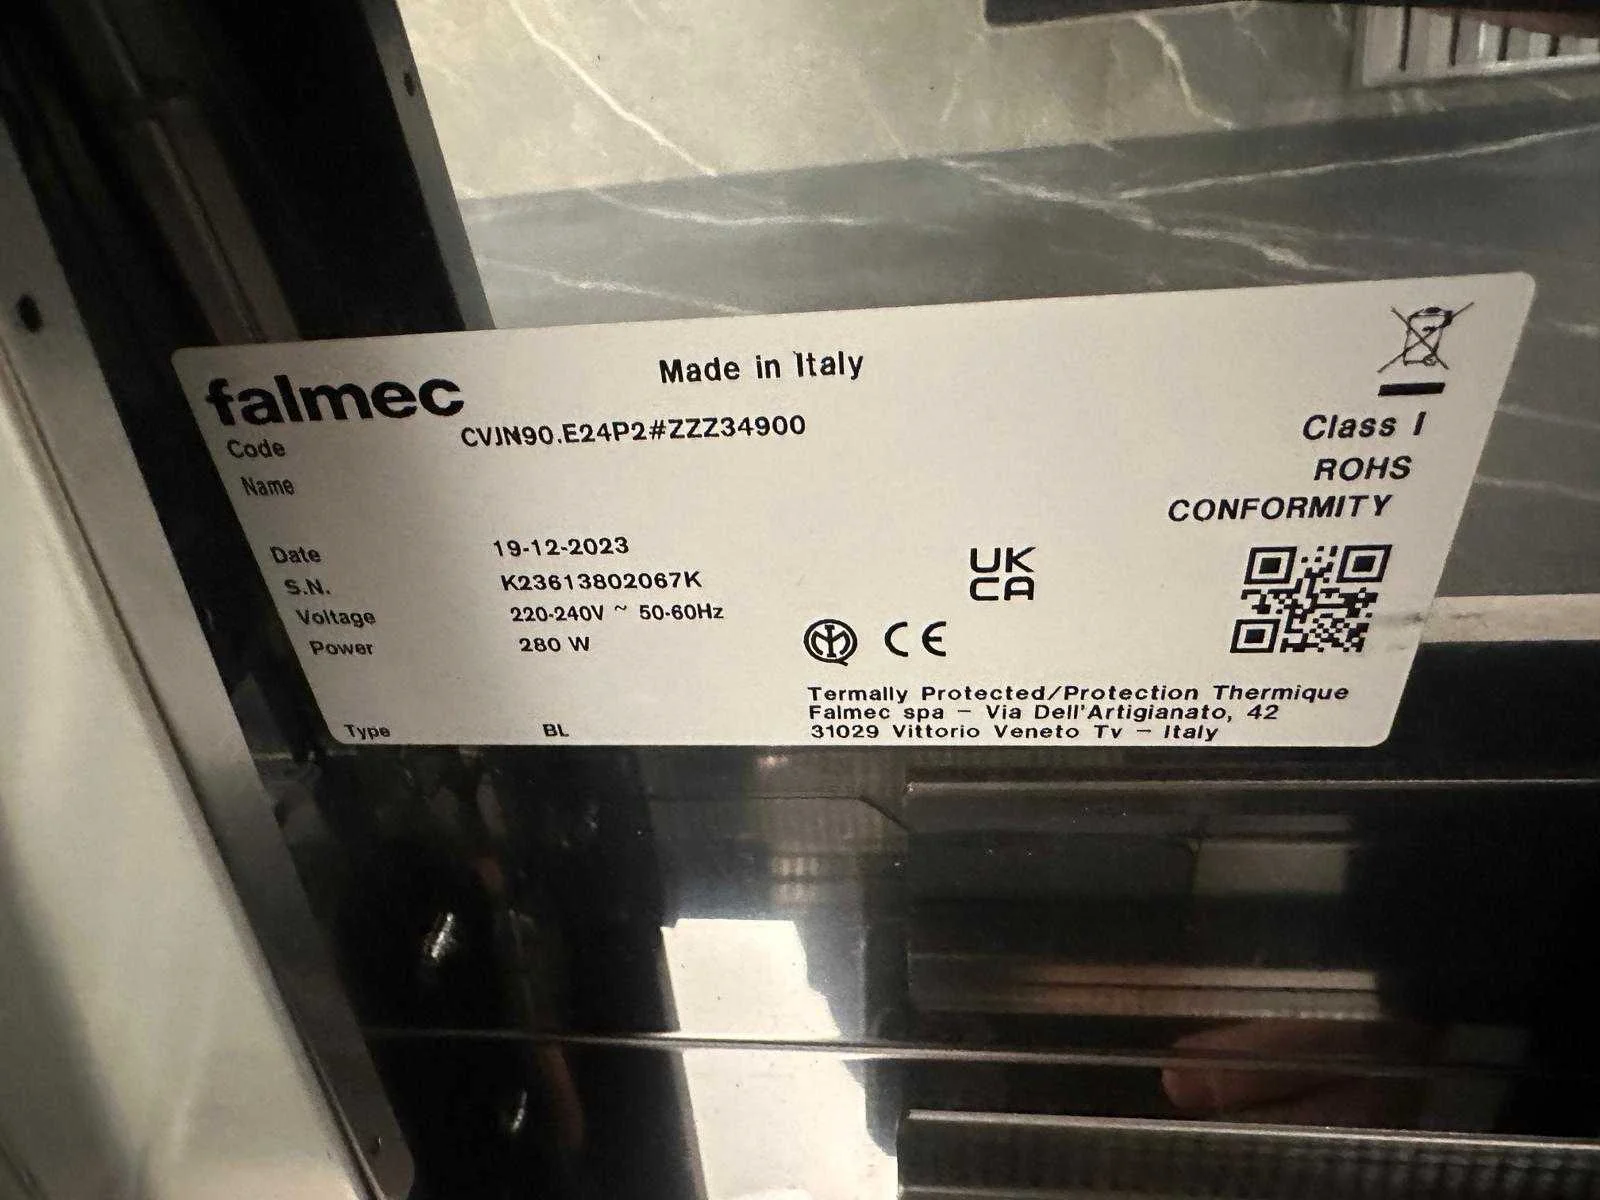 Made in Italy
falmec
Code CVJN90.E24P2#ZZZ34900
Name
Class I
ROHS
CONFORMITY
Date 19-12-2023
S.N. K23613802067K
Voltage 220-240V ~ 50-60Hz
Power 280 W
UK
CA
CE
Termally Protected/Protection Thermique
Falmec spa - Via Dell'Artigianato, 42
31029 Vittorio Veneto Tv - Italy
Type BL